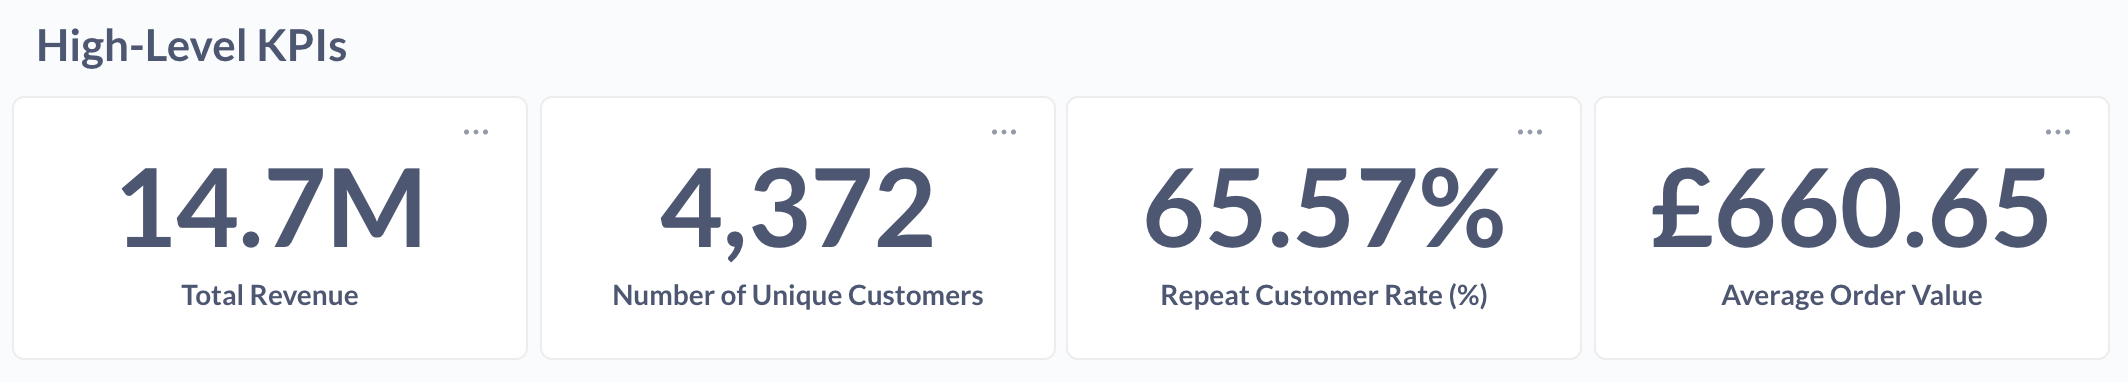 High-Level KPIs
14.7M
Total Revenue
4,372
Number of Unique Customers
65.57%
Repeat Customer Rate (%)
£660.65
Average Order Value